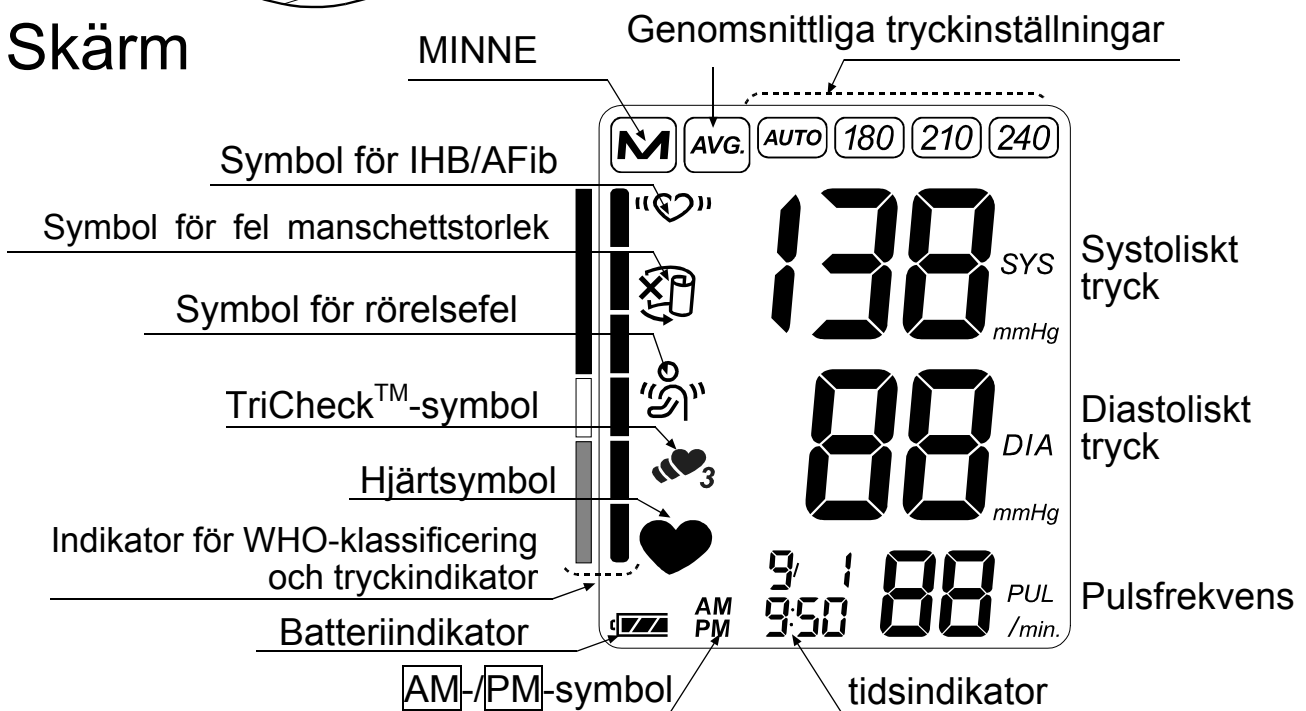 Skärm
MINNE
Genomsnittliga tryckinställningar
M AVG. AUTO 180 210 240
Symbol för IHB/AFib
Symbol för fel manschettstorlek
Symbol för rörelsefel
TriCheck™-symbol
Hjärtsymbol
Indikator för WHO-klassificering
och tryckindikator
Batteriindikator
AM-/PM-symbol
138 SYS
mmHg
Systoliskt
tryck
88 DIA
mmHg
Diastoliskt
tryck
3
9/ 1
AM
PM
9:50
88 PUL
/min.
Pulsfrekvens
tidsindikator